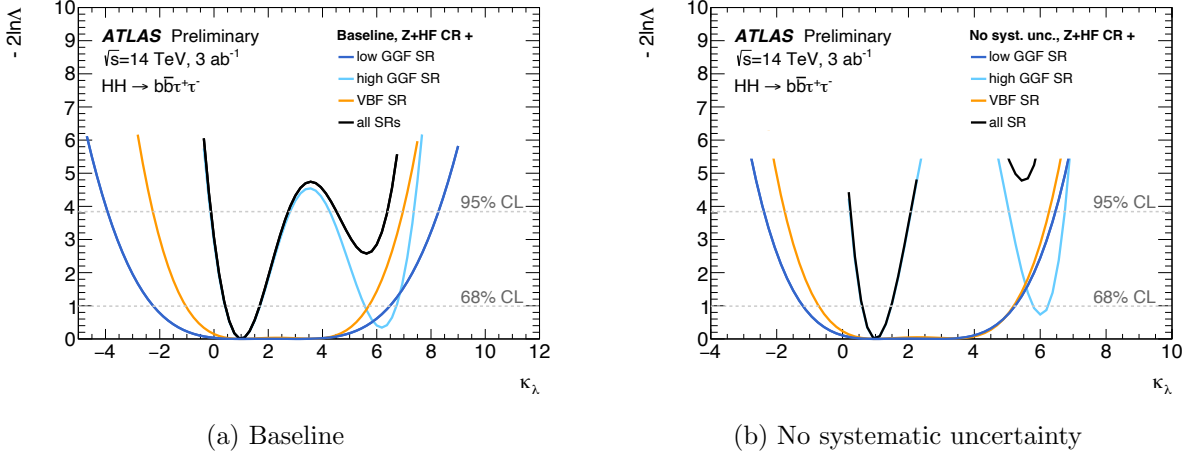 - 2lnΛ
10
9
8
7
6
5
4
3
2
1
0
ATLAS Preliminary
√s=14 TeV, 3 ab⁻¹
HH → bb̅τ⁺τ⁻
Baseline, Z+HF CR +
low GGF SR
high GGF SR
VBF SR
all SRs
95% CL
68% CL
−4 −2 0 2 4 6 8 10 12
κλ
(a) Baseline
- 2lnΛ
10
9
8
7
6
5
4
3
2
1
0
ATLAS Preliminary
√s=14 TeV, 3 ab⁻¹
HH → bb̅τ⁺τ⁻
No syst. unc., Z+HF CR +
low GGF SR
high GGF SR
VBF SR
all SR
95% CL
68% CL
−4 −2 0 2 4 6 8 10
κλ
(b) No systematic uncertainty